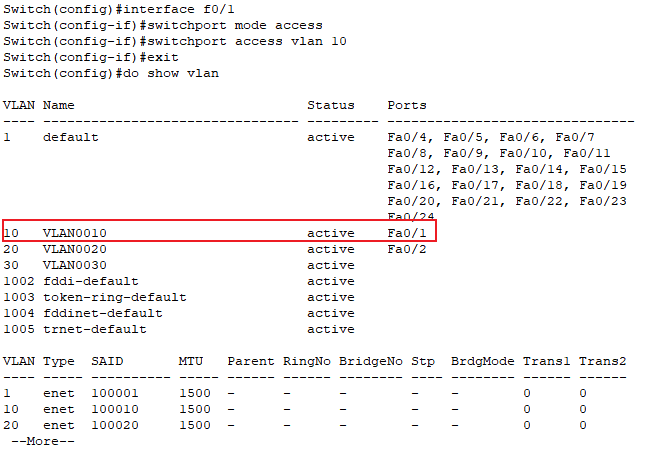 Switch(config)#interface f0/1
Switch(config-if)#switchport mode access
Switch(config-if)#switchport access vlan 10
Switch(config-if)#exit
Switch(config)#do show vlan
VLAN Name                             Status    Ports
---- -------------------------------- --------- -------------------------------
1    default                          active    Fa0/4, Fa0/5, Fa0/6, Fa0/7
                                                Fa0/8, Fa0/9, Fa0/10, Fa0/11
                                                Fa0/12, Fa0/13, Fa0/14, Fa0/15
                                                Fa0/16, Fa0/17, Fa0/18, Fa0/19
                                                Fa0/20, Fa0/21, Fa0/22, Fa0/23
                                                Fa0/24
10   VLAN0010                         active    Fa0/1
20   VLAN0020                         active    Fa0/2
30   VLAN0030                         active
1002 fddi-default                     active
1003 token-ring-default               active
1004 fddinet-default                  active
1005 trnet-default                    active
VLAN Type  SAID       MTU   Parent RingNo BridgeNo Stp  BrdgMode Trans1 Trans2
---- ----- ---------- ----- ------ ------ -------- ---- -------- ------ ------
1    enet  100001     1500  -      -      -        -    -        0      0
10   enet  100010     1500  -      -      -        -    -        0      0
20   enet  100020     1500  -      -      -        -    -        0      0
 --More--